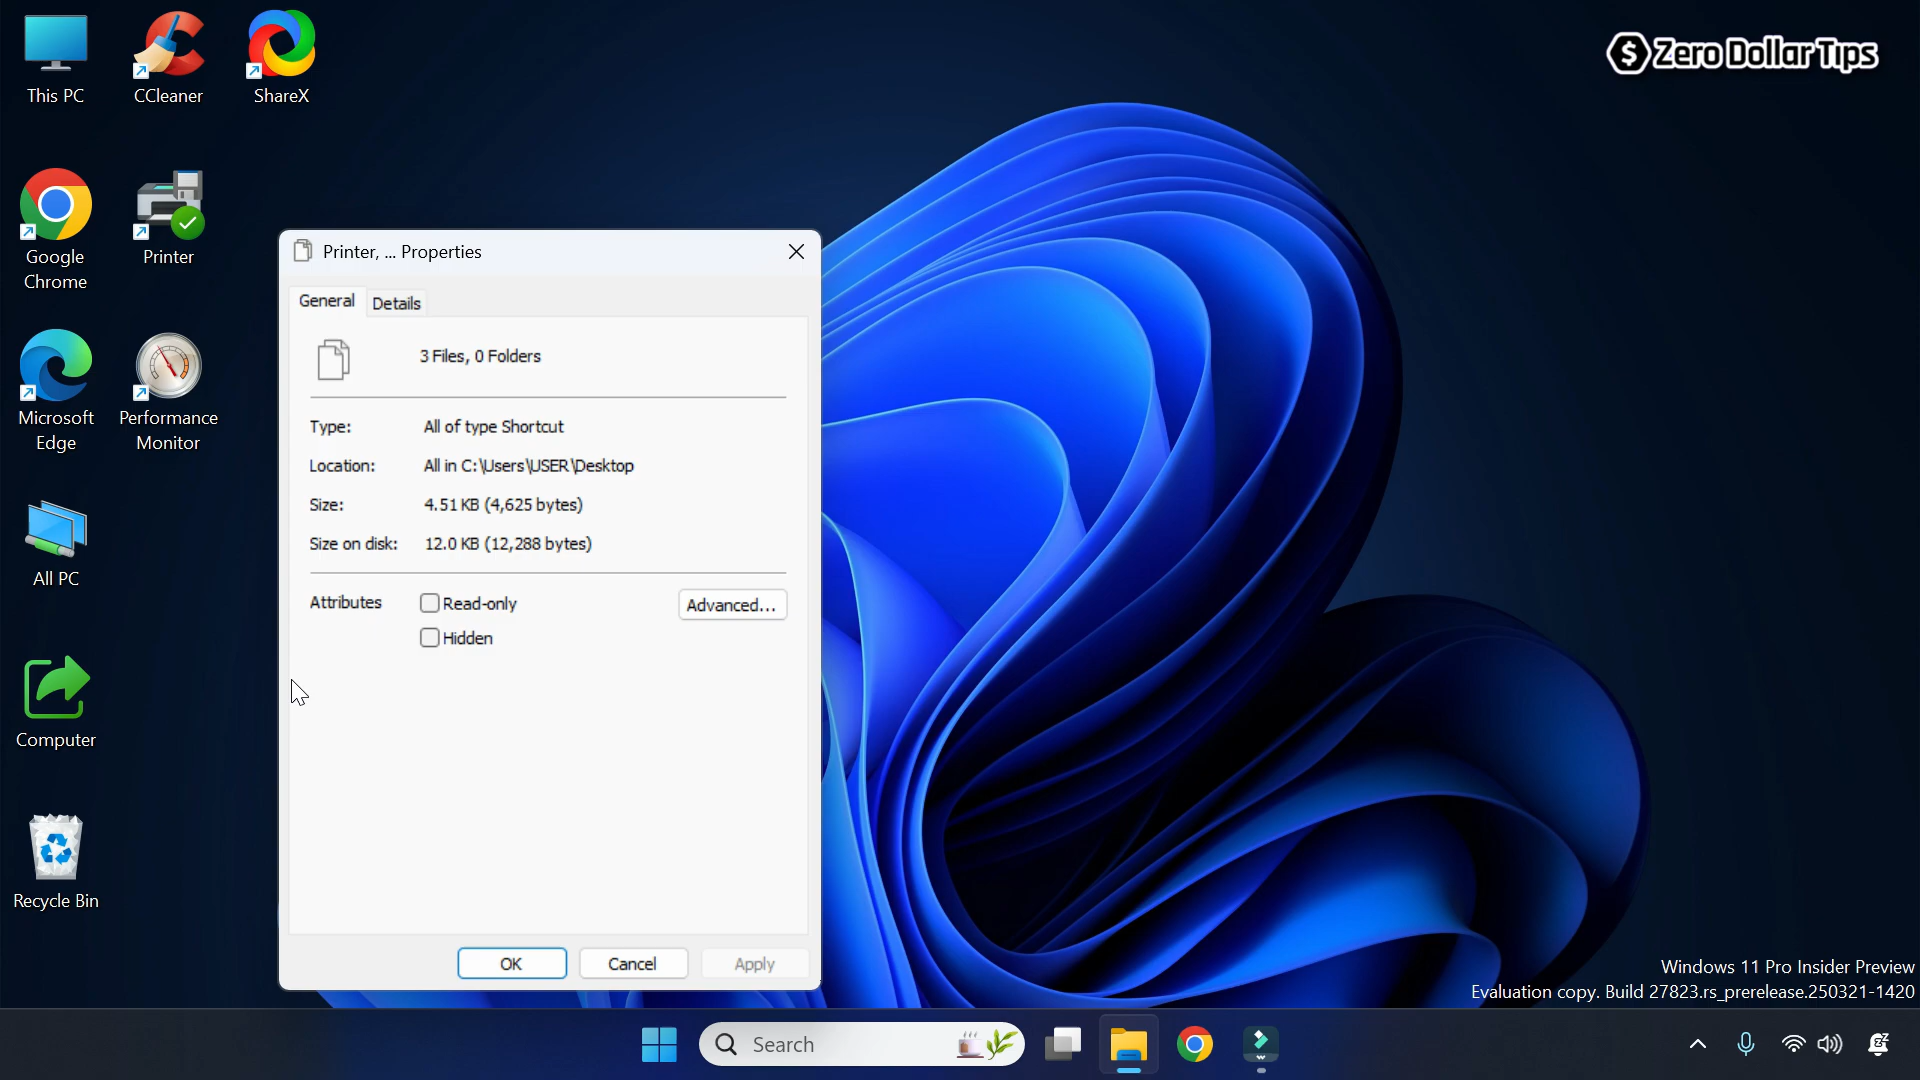 This PC
CCleaner
ShareX
$ Zero Dollar Tips
Google
Chrome
Printer
Microsoft
Edge
Performance
Monitor
All PC
Computer
Recycle Bin
Printer, ... Properties
General
Details
3 Files, 0 Folders
Type: All of type Shortcut
Location: All in C:\Users\USER\Desktop
Size: 4.51 KB (4,625 bytes)
Size on disk: 12.0 KB (12,288 bytes)
Attributes
Read-only
Advanced...
Hidden
OK
Cancel
Apply
Windows 11 Pro Insider Preview
Evaluation copy. Build 27823.rs_prerelease.250321-1420
Search